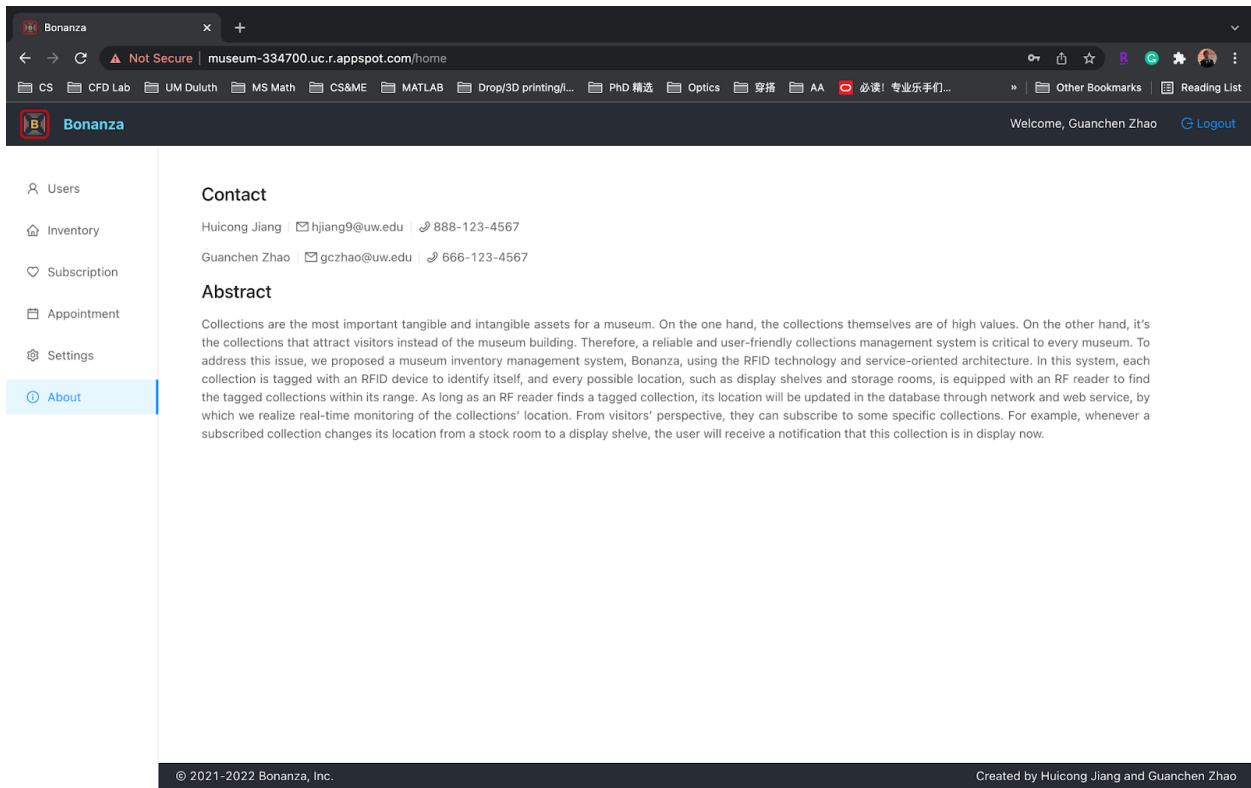 Bonanza
Not Secure | museum-334700.uc.r.appspot.com/home
CS CFD Lab UM Duluth MS Math CS&ME MATLAB Drop/3D printing/i... PhD 精选 Optics 穿搭 AA 必读! 专业乐手们... » Other Bookmarks Reading List
B Bonanza Welcome, Guanchen Zhao Logout
Users
Inventory
Subscription
Appointment
Settings
About
Contact
Huicong Jiang hjiang9@uw.edu 888-123-4567
Guanchen Zhao gczhao@uw.edu 666-123-4567
Abstract
Collections are the most important tangible and intangible assets for a museum. On the one hand, the collections themselves are of high values. On the other hand, it's
the collections that attract visitors instead of the museum building. Therefore, a reliable and user-friendly collections management system is critical to every museum. To
address this issue, we proposed a museum inventory management system, Bonanza, using the RFID technology and service-oriented architecture. In this system, each
collection is tagged with an RFID device to identify itself, and every possible location, such as display shelves and storage rooms, is equipped with an RF reader to find
the tagged collections within its range. As long as an RF reader finds a tagged collection, its location will be updated in the database through network and web service, by
which we realize real-time monitoring of the collections' location. From visitors' perspective, they can subscribe to some specific collections. For example, whenever a
subscribed collection changes its location from a stock room to a display shelve, the user will receive a notification that this collection is in display now.
© 2021-2022 Bonanza, Inc. Created by Huicong Jiang and Guanchen Zhao